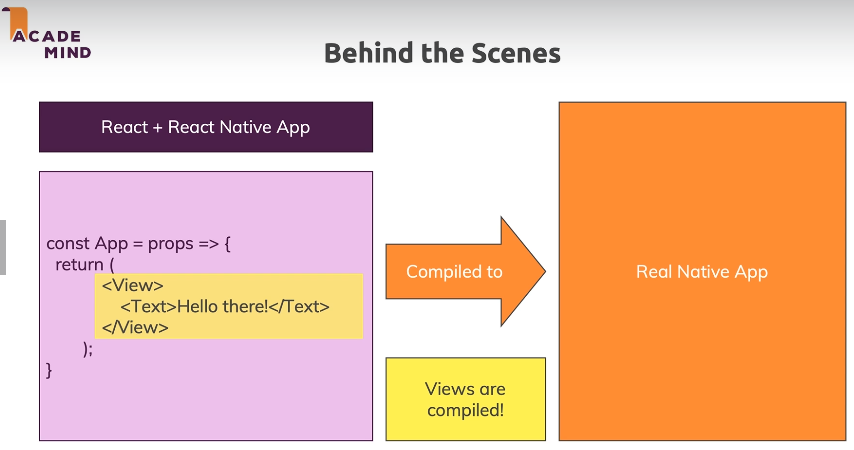 ACADE
MIND
Behind the Scenes
React + React Native App
const App = props => {
return (
<View>
<Text>Hello there!</Text>
</View>
);
}
Compiled to
Views are
compiled!
Real Native App